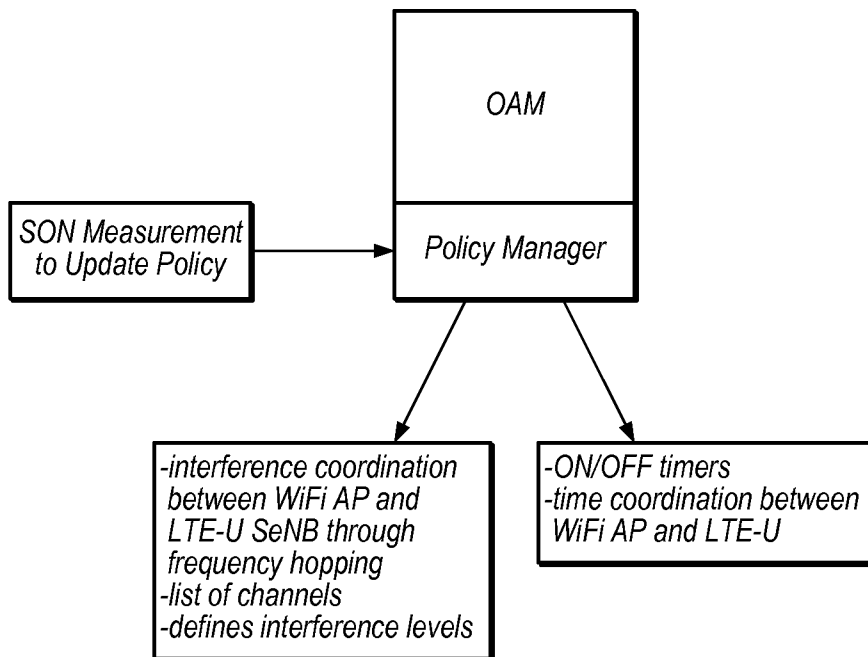 OAM
SON Measurement
to Update Policy
Policy Manager
-interference coordination
between WiFi AP and
LTE-U SeNB through
frequency hopping
-list of channels
-defines interference levels
-ON/OFF timers
-time coordination between
WiFi AP and LTE-U